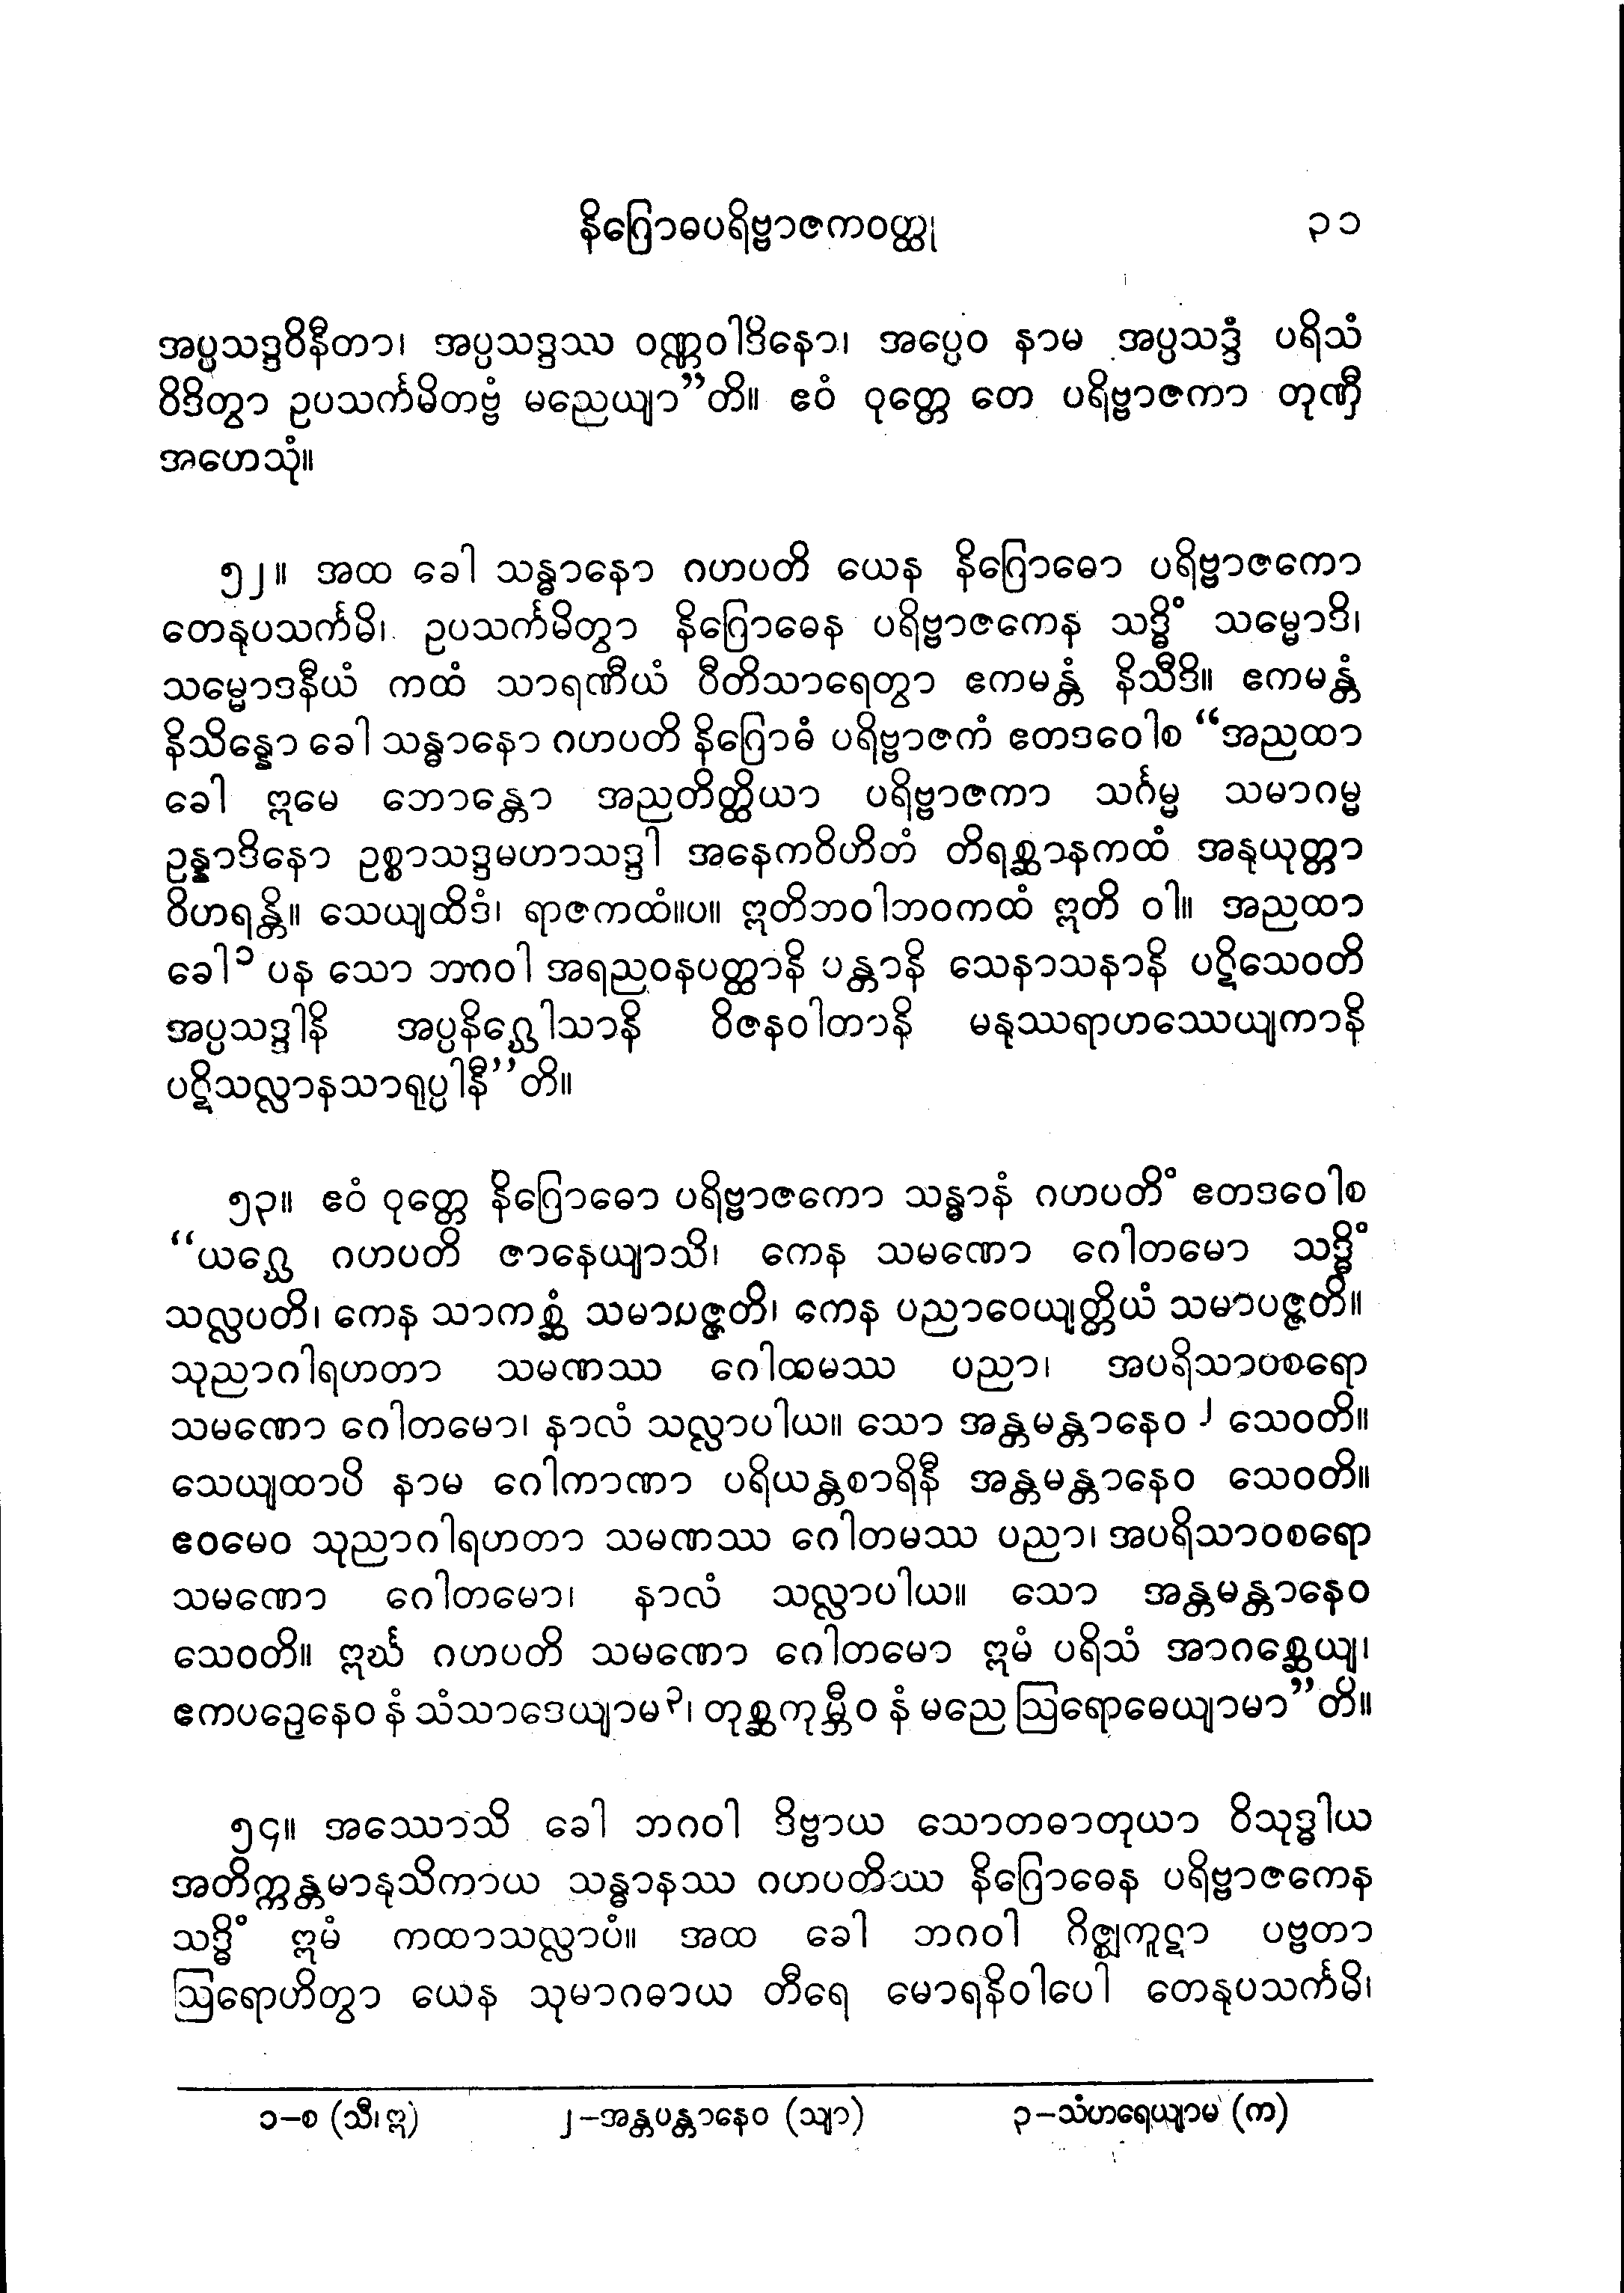 နိဂြောဓပရိဗ္ဗာဇကဝတ္ထု ၃၁
အပ္ပသဒ္ဒဝိနီတာ၊ အပ္ပသဒ္ဒဿ ဝဏ္ဏဝါဒိနော၊ အပ္ပေဝ နာမ အပ္ပသဒ္ဒံ ပရိသံ
ဝိဒိတွာ ဥပသင်္ကမိတဗ္ဗံ မညေယျာ”တိ။ ဧဝံ ဝုတ္တေ တေ ပရိဗ္ဗာဇကာ တုဏှီ
အဟေသုံ။
၅၂။ အထ ခေါ သန္ဓာနော ဂဟပတိ ယေန နိဂြောဓော ပရိဗ္ဗာဇကော
တေနုပသင်္ကမိ၊ ဥပသင်္ကမိတွာ နိဂြောဓေန ပရိဗ္ဗာဇကေန သဒ္ဓိံ သမ္မောဒိ၊
သမ္မောဒနီယံ ကထံ သာရဏီယံ ဝီတိသာရေတွာ ဧကမန္တံ နိသီဒိ။ ဧကမန္တံ
နိသိန္နော ခေါ သန္ဓာနော ဂဟပတိ နိဂြောဓံ ပရိဗ္ဗာဇကံ ဧတဒဝေါစ “အညထာ
ခေါ ဣမေ ဘောန္တော အညတိတ္ထိယာ ပရိဗ္ဗာဇကာ သင်္ဂမ္မ သမာဂမ္မ
ဥန္နာဒိနော ဥစ္စာသဒ္ဒမဟာသဒ္ဒါ အနေကဝိဟိတံ တိရစ္ဆာနကထံ အနုယုတ္တာ
ဝိဟရန္တိ။ သေယျထိဒံ၊ ရာဇကထံ။ပ။ ဣတိဘဝါဘဝကထံ ဣတိ ဝါ။ အညထာ
ခေါ၁ ပန သော ဘဂဝါ အရညဝနပတ္ထာနိ ပန္တာနိ သေနာသနာနိ ပဋိသေဝတိ
အပ္ပသဒ္ဒါနိ အပ္ပနိဂ္ဃေါသာနိ ဝိဇနဝါတာနိ မနုဿရာဟဿေယျကာနိ
ပဋိသလ္လာနသာရုပ္ပါနီ”တိ။
၅၃။ ဧဝံ ဝုတ္တေ နိဂြောဓော ပရိဗ္ဗာဇကော သန္ဓာနံ ဂဟပတိံ ဧတဒဝေါစ
“ယဂ္ဃေ ဂဟပတိ ဇာနေယျာသိ၊ ကေန သမဏော ဂေါတမော သဒ္ဓိံ
သလ္လပတိ၊ ကေန သာကစ္ဆံ သမာပဇ္ဇတိ၊ ကေန ပညာဝေယျတ္တိယံ သမာပဇ္ဇတိ။
သုညာဂါရဟတာ သမဏဿ ဂေါထမဿ ပညာ၊ အပရိသာဝစရော
သမဏော ဂေါတမော၊ နာလံ သလ္လာပါယ။ သော အန္တမန္တာနေဝ၂ သေဝတိ။
သေယျထာပိ နာမ ဂေါကာဏာ ပရိယန္တစာရိနီ အန္တမန္တာနေဝ သေဝတိ။
ဧဝမေဝ သုညာဂါရဟတာ သမဏဿ ဂေါတမဿ ပညာ၊ အပရိသာဝစရော
သမဏော ဂေါတမော၊ နာလံ သလ္လာပါယ။ သော အန္တမန္တာနေဝ
သေဝတိ။ ဣင်္ဃ ဂဟပတိ သမဏော ဂေါတမော ဣမံ ပရိသံ အာဂစ္ဆေယျ၊
ဧကပဉှေနေဝ နံ သံသာဒေယျာမ၃၊ တုစ္ဆကုမ္ဘီဝ နံ မညေ ဩရောဓေယျာမာ”တိ။
၅၄။ အဿောသိ ခေါ ဘဂဝါ ဒိဗ္ဗာယ သောတဓာတုယာ ဝိသုဒ္ဓါယ
အတိက္ကန္တမာနုသိကာယ သန္ဓာနဿ ဂဟပတိဿ နိဂြောဓေန ပရိဗ္ဗာဇကေန
သဒ္ဓိံ ဣမံ ကထာသလ္လာပံ။ အထ ခေါ ဘဂဝါ ဂိဇ္ဈကူဋာ ပဗ္ဗတာ
ဩရောဟိတွာ ယေန သုမာဂဓာယ တီရေ မောရနိဝါပေါ တေနုပသင်္ကမိ၊
၁–စ (သီ၊ ဣ) ၂–အန္တပန္တာနေဝ (သျာ) ၃–သံဟရေယျာမ (က)